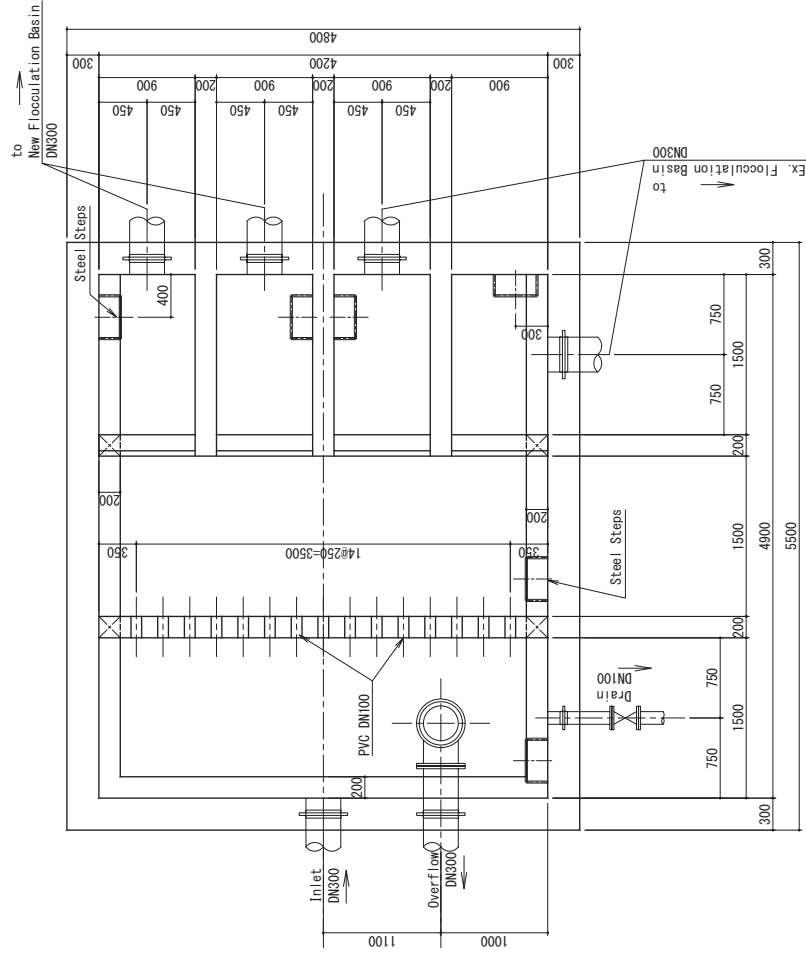 to
New Flocculation Basin
DN300
Steel Steps
400
300
4800
4200
300
900
200
900
200
900
200
900
450
450
450
450
450
450
to
Ex. Flocculation Basin
DN300
300
200
350
14@250=3500
350
200
Steel Steps
PVC DN100
Drain
DN100
200
Inlet
DN300
Overflow
DN300
1100
1000
300
750
1500
750
200
1500
4900
5500
200
750
1500
750
300